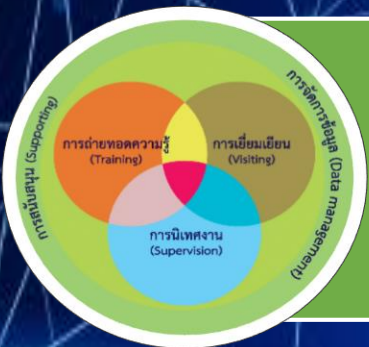 การสนับสนุน (Supporting)
การจัดการข้อมูล (Data management)
การถ่ายทอดความรู้
(Training)
การเยี่ยมเยียน
(Visiting)
การนิเทศงาน
(Supervision)